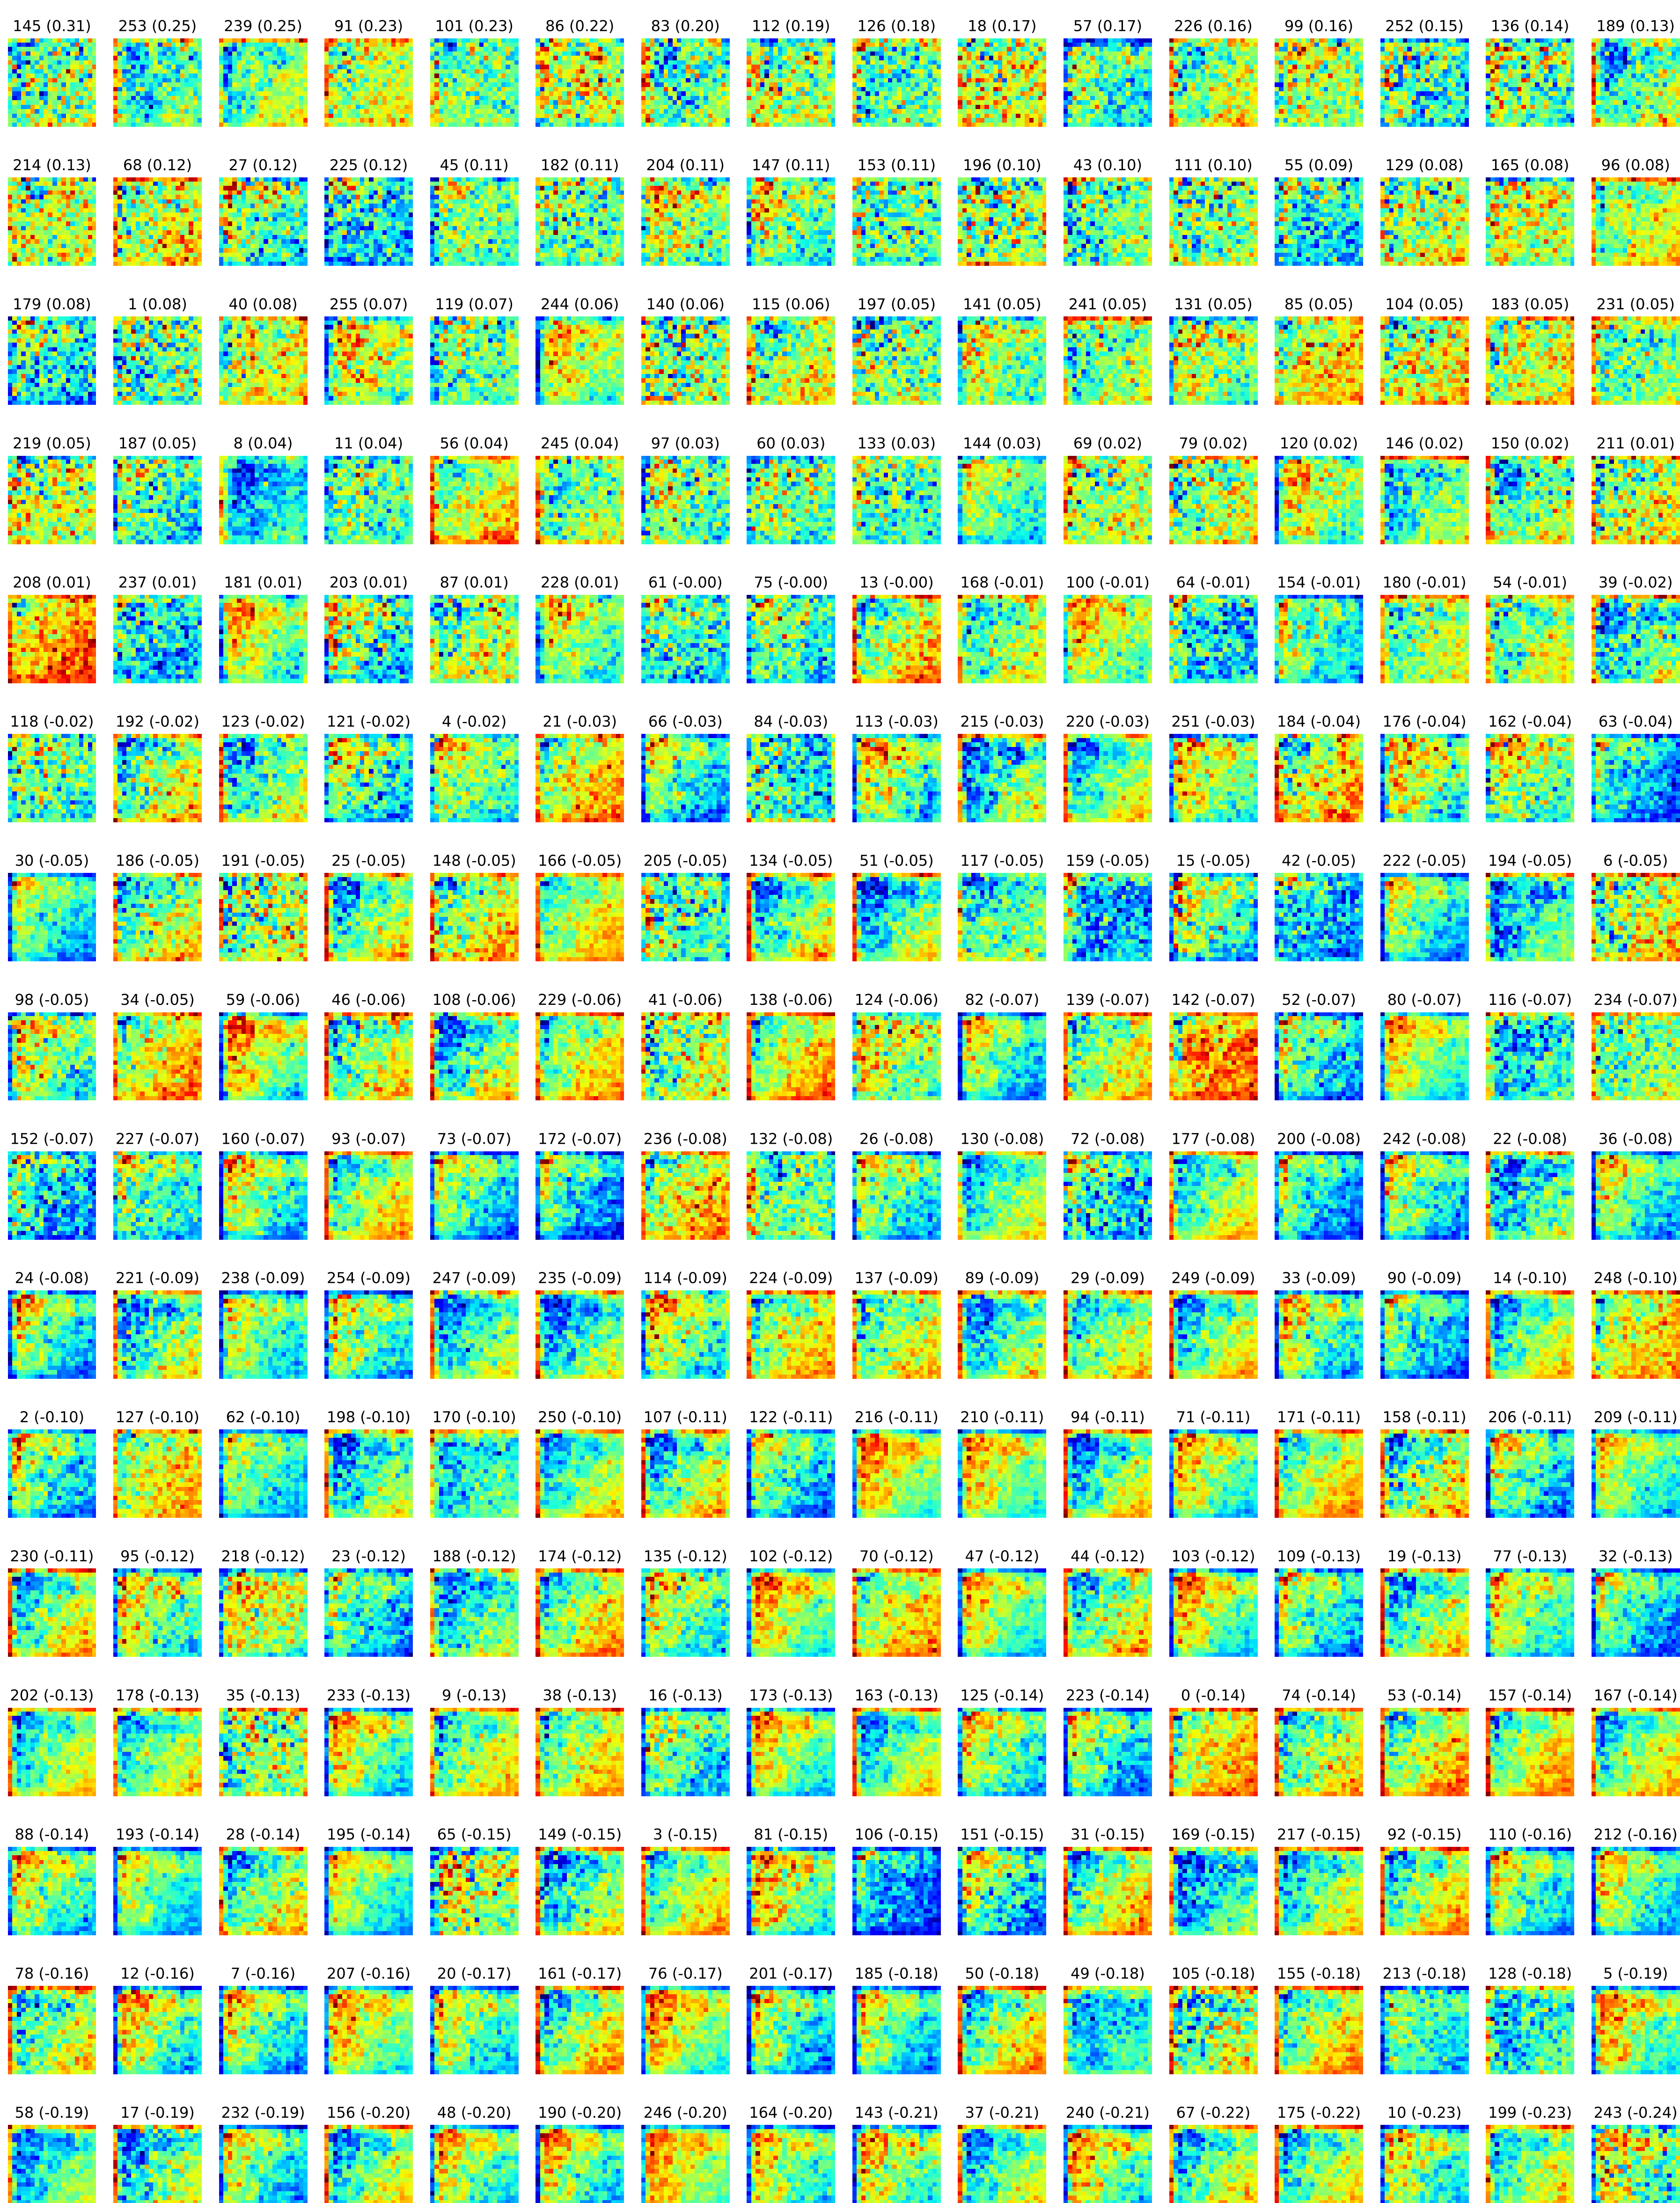 145 (0.31) 253 (0.25) 239 (0.25) 91 (0.23) 101 (0.23) 86 (0.22) 83 (0.20) 112 (0.19) 126 (0.18) 18 (0.17) 57 (0.17) 226 (0.16) 99 (0.16) 252 (0.15) 136 (0.14) 189 (0.13)
214 (0.13) 68 (0.12) 27 (0.12) 225 (0.12) 45 (0.11) 182 (0.11) 204 (0.11) 147 (0.11) 153 (0.11) 196 (0.10) 43 (0.10) 111 (0.10) 55 (0.09) 129 (0.08) 165 (0.08) 96 (0.08)
179 (0.08) 1 (0.08) 40 (0.08) 255 (0.07) 119 (0.07) 244 (0.06) 140 (0.06) 115 (0.06) 197 (0.05) 141 (0.05) 241 (0.05) 131 (0.05) 85 (0.05) 104 (0.05) 183 (0.05) 231 (0.05)
219 (0.05) 187 (0.05) 8 (0.04) 11 (0.04) 56 (0.04) 245 (0.04) 97 (0.03) 60 (0.03) 133 (0.03) 144 (0.03) 69 (0.02) 79 (0.02) 120 (0.02) 146 (0.02) 150 (0.02) 211 (0.01)
208 (0.01) 237 (0.01) 181 (0.01) 203 (0.01) 87 (0.01) 228 (0.01) 61 (-0.00) 75 (-0.00) 13 (-0.00) 168 (-0.01) 100 (-0.01) 64 (-0.01) 154 (-0.01) 180 (-0.01) 54 (-0.01) 39 (-0.02)
118 (-0.02) 192 (-0.02) 123 (-0.02) 121 (-0.02) 4 (-0.02) 21 (-0.03) 66 (-0.03) 84 (-0.03) 113 (-0.03) 215 (-0.03) 220 (-0.03) 251 (-0.03) 184 (-0.04) 176 (-0.04) 162 (-0.04) 63 (-0.04)
30 (-0.05) 186 (-0.05) 191 (-0.05) 25 (-0.05) 148 (-0.05) 166 (-0.05) 205 (-0.05) 134 (-0.05) 51 (-0.05) 117 (-0.05) 159 (-0.05) 15 (-0.05) 42 (-0.05) 222 (-0.05) 194 (-0.05) 6 (-0.05)
98 (-0.05) 34 (-0.05) 59 (-0.06) 46 (-0.06) 108 (-0.06) 229 (-0.06) 41 (-0.06) 138 (-0.06) 124 (-0.06) 82 (-0.07) 139 (-0.07) 142 (-0.07) 52 (-0.07) 80 (-0.07) 116 (-0.07) 234 (-0.07)
152 (-0.07) 227 (-0.07) 160 (-0.07) 93 (-0.07) 73 (-0.07) 172 (-0.07) 236 (-0.08) 132 (-0.08) 26 (-0.08) 130 (-0.08) 72 (-0.08) 177 (-0.08) 200 (-0.08) 242 (-0.08) 22 (-0.08) 36 (-0.08)
24 (-0.08) 221 (-0.09) 238 (-0.09) 254 (-0.09) 247 (-0.09) 235 (-0.09) 114 (-0.09) 224 (-0.09) 137 (-0.09) 89 (-0.09) 29 (-0.09) 249 (-0.09) 33 (-0.09) 90 (-0.09) 14 (-0.10) 248 (-0.10)
2 (-0.10) 127 (-0.10) 62 (-0.10) 198 (-0.10) 170 (-0.10) 250 (-0.10) 107 (-0.11) 122 (-0.11) 216 (-0.11) 210 (-0.11) 94 (-0.11) 71 (-0.11) 171 (-0.11) 158 (-0.11) 206 (-0.11) 209 (-0.11)
230 (-0.11) 95 (-0.12) 218 (-0.12) 23 (-0.12) 188 (-0.12) 174 (-0.12) 135 (-0.12) 102 (-0.12) 70 (-0.12) 47 (-0.12) 44 (-0.12) 103 (-0.12) 109 (-0.13) 19 (-0.13) 77 (-0.13) 32 (-0.13)
202 (-0.13) 178 (-0.13) 35 (-0.13) 233 (-0.13) 9 (-0.13) 38 (-0.13) 16 (-0.13) 173 (-0.13) 163 (-0.13) 125 (-0.14) 223 (-0.14) 0 (-0.14) 74 (-0.14) 53 (-0.14) 157 (-0.14) 167 (-0.14)
88 (-0.14) 193 (-0.14) 28 (-0.14) 195 (-0.14) 65 (-0.15) 149 (-0.15) 3 (-0.15) 81 (-0.15) 106 (-0.15) 151 (-0.15) 31 (-0.15) 169 (-0.15) 217 (-0.15) 92 (-0.15) 110 (-0.16) 212 (-0.16)
78 (-0.16) 12 (-0.16) 7 (-0.16) 207 (-0.16) 20 (-0.17) 161 (-0.17) 76 (-0.17) 201 (-0.17) 185 (-0.18) 50 (-0.18) 49 (-0.18) 105 (-0.18) 155 (-0.18) 213 (-0.18) 128 (-0.18) 5 (-0.19)
58 (-0.19) 17 (-0.19) 232 (-0.19) 156 (-0.20) 48 (-0.20) 190 (-0.20) 246 (-0.20) 164 (-0.20) 143 (-0.21) 37 (-0.21) 240 (-0.21) 67 (-0.22) 175 (-0.22) 10 (-0.23) 199 (-0.23) 243 (-0.24)